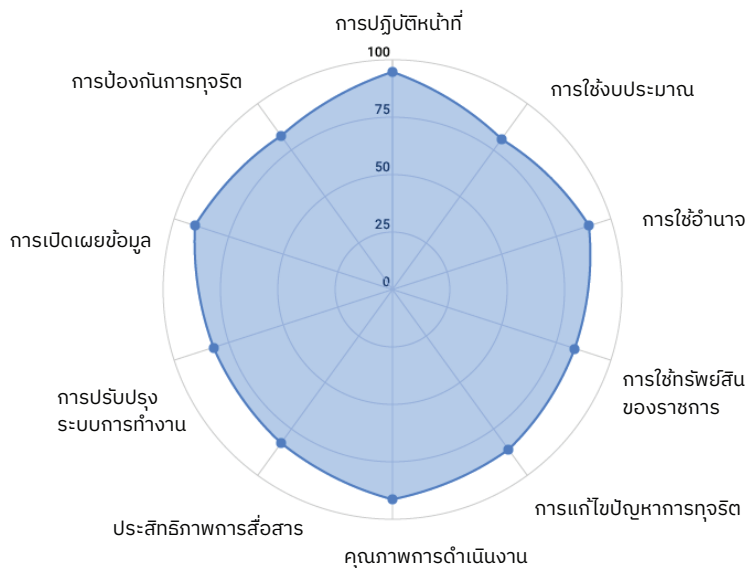 การปฏิบัติหน้าที่
100
การป้องกันการทุจริต
การใช้งบประมาณ
75
50
การเปิดเผยข้อมูล
การใช้อำนาจ
25
0
การปรับปรุง
ระบบการทำงาน
การใช้ทรัพย์สิน
ของราชการ
ประสิทธิภาพการสื่อสาร
การแก้ไขปัญหาการทุจริต
คุณภาพการดำเนินงาน